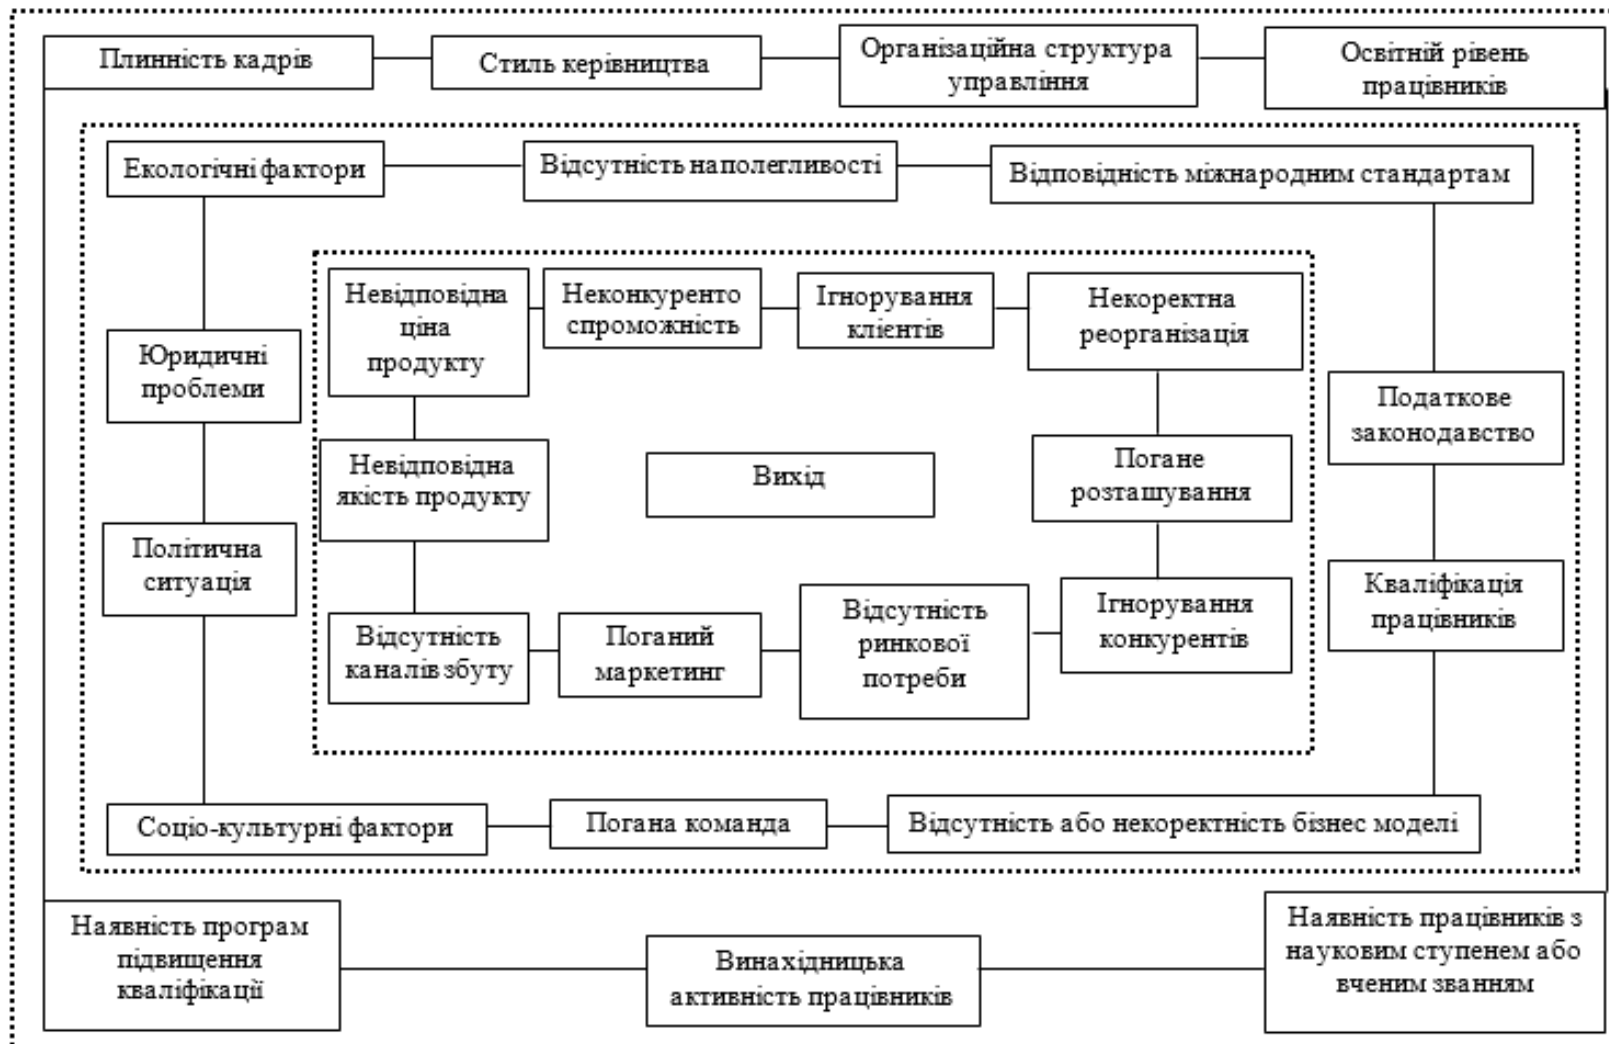 Плинність кадрів
Стиль керівництва
Організаційна структура
управління
Освітній рівень
працівників
Екологічні фактори
Відсутність наполегливості
Відповідність міжнародним стандартам
Невідповідна
ціна
продукту
Неконкуренто
спроможність
Ігнорування
клієнтів
Некоректна
реорганізація
Юридичні
проблеми
Податкове
законодавство
Невідповідна
якість продукту
Вихід
Погане
розташування
Політична
ситуація
Кваліфікація
працівників
Відсутність
каналів збуту
Поганий
маркетинг
Відсутність
ринкової
потреби
Ігнорування
конкурентів
Соціо-культурні фактори
Погана команда
Відсутність або некоректність бізнес моделі
Наявність програм
підвищення
кваліфікації
Винахідницька
активність працівників
Наявність працівників з
науковим ступенем або
вченим званням